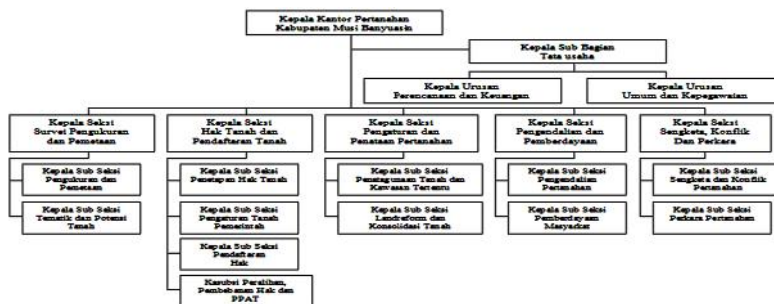 Kepala Kantor Pertanahan
Kabupaten Musi Banyuasin
Kepala Sub Bagian
Tata usaha
Kepala Urusan
Perencanaan dan Keuangan
Kepala Urusan
Umum dan Kepegawaian
Kepala Seksi
Survei Pengukuran
dan Pemetaan
Kepala Seksi
Hak Tanah dan
Pendaftaran Tanah
Kepala Seksi
Pengaturan dan
Penataan Pertanahan
Kepala Seksi
Pengendalian dan
Pemberdayaan
Kepala Seksi
Sengketa, Konflik
Dan Perkara
Kepala Sub Seksi
Pengukuran dan
Pemetaan
Kepala Sub Seksi
Tematik dan Potensi
Tanah
Kepala Sub Seksi
Penetapan Hak Tanah
Kepala Sub Seksi
Pengaturan Tanah
Pemerintah
Kepala Sub Seksi
Pendaftaran
Hak
Kasubsi Peralihan,
Pembebanan Hak dan
PPAT
Kepala Sub Seksi
Penatagunaan Tanah dan
Kawasan Tertentu
Kepala Sub Seksi
Landreform dan
Konsolidasi Tanah
Kepala Sub Seksi
Pengendalian
Pertanahan
Kepala Sub Seksi
Pemberdayaan
Masyarkat
Kepala Sub Seksi
Sengketa dan Konflik
Pertanahan
Kepala Sub Seksi
Perkara Pertanahan